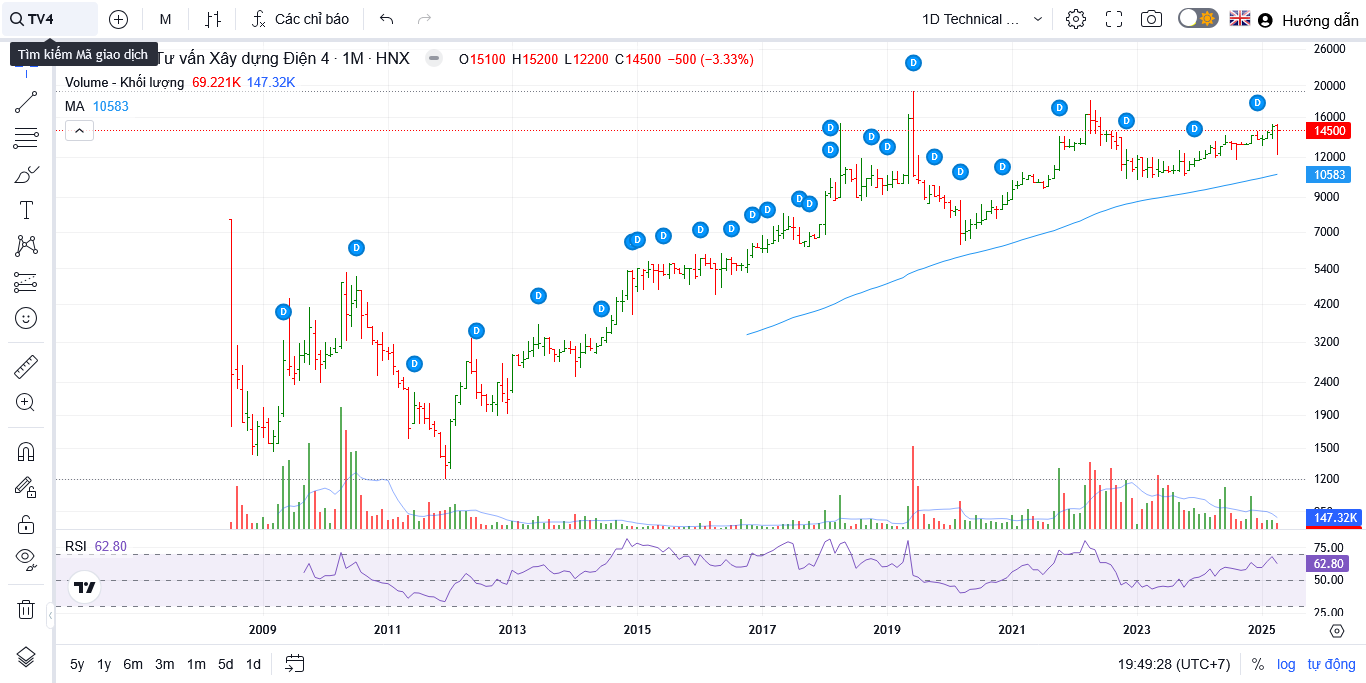 TV4 M Các chỉ báo 1D Technical ... Hướng dẫn
Tìm kiếm Mã giao dịch
Tư vấn Xây dựng Điện 4 · 1M · HNX O15100 H15200 L12200 C14500 −500 (−3.33%)
Volume - Khối lượng 69.221K 147.32K
MA 10583
26000
20000
16000
14500
12000
10583
9000
7000
5400
4200
3200
2400
1900
1500
1200
147.32K
D D D D D D D D D D D D D D D D D D D D D D D D D D D
RSI 62.80
75.00
62.80
50.00
25.00
2009 2011 2013 2015 2017 2019 2021 2023 2025
5y 1y 6m 3m 1m 5d 1d 19:49:28 (UTC+7) % log tự động